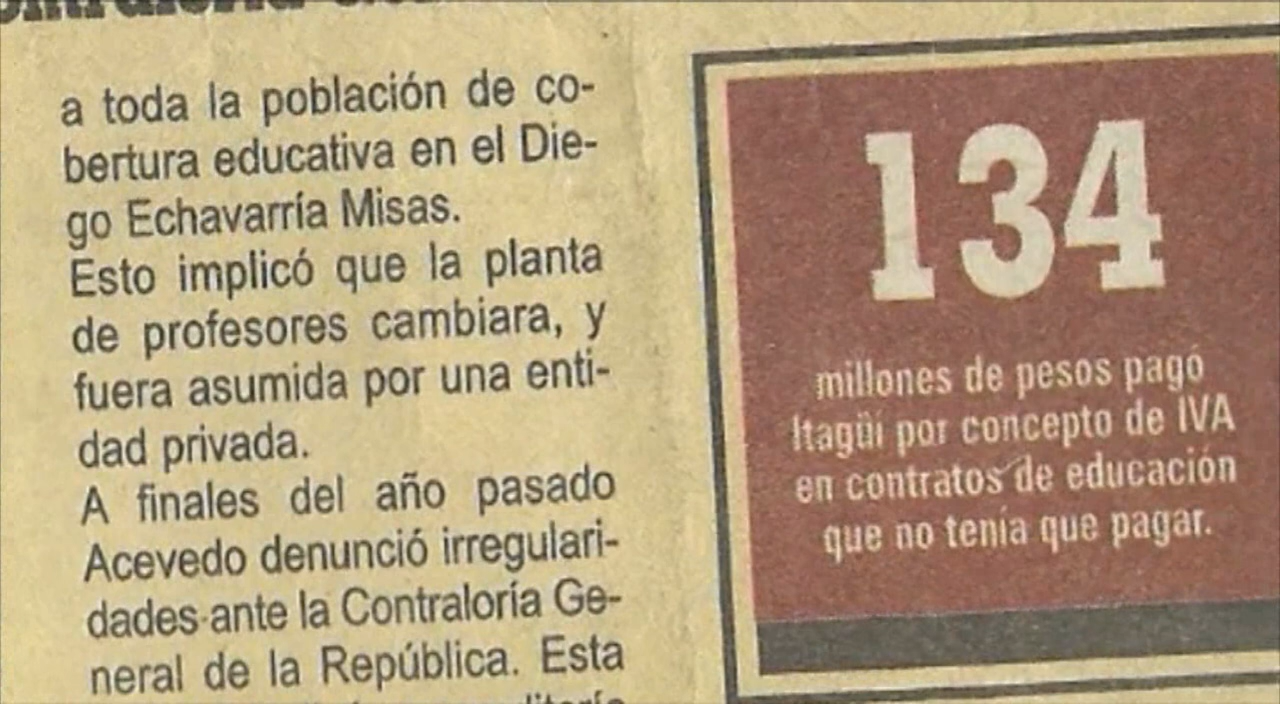 a toda la población de co-
bertura educativa en el Die-
go Echavarría Misas.
Esto implicó que la planta
de profesores cambiara, y
fuera asumida por una enti-
dad privada.
A finales del año pasado
Acevedo denunció irregulari-
dades ante la Contraloría Ge-
neral de la República. Esta
134
millones de pesos pagó
Itagüí por concepto de IVA
en contratos de educación
que no tenía que pagar.